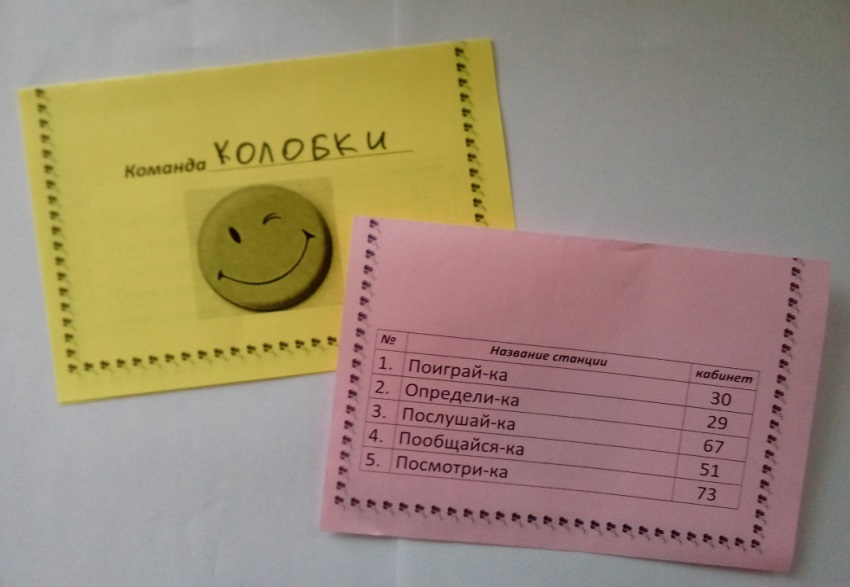 Команда КОЛОБКИ
№ Название станции кабинет
1. Поиграй-ка 30
2. Определи-ка 29
3. Послушай-ка 67
4. Пообщайся-ка 51
5. Посмотри-ка 73